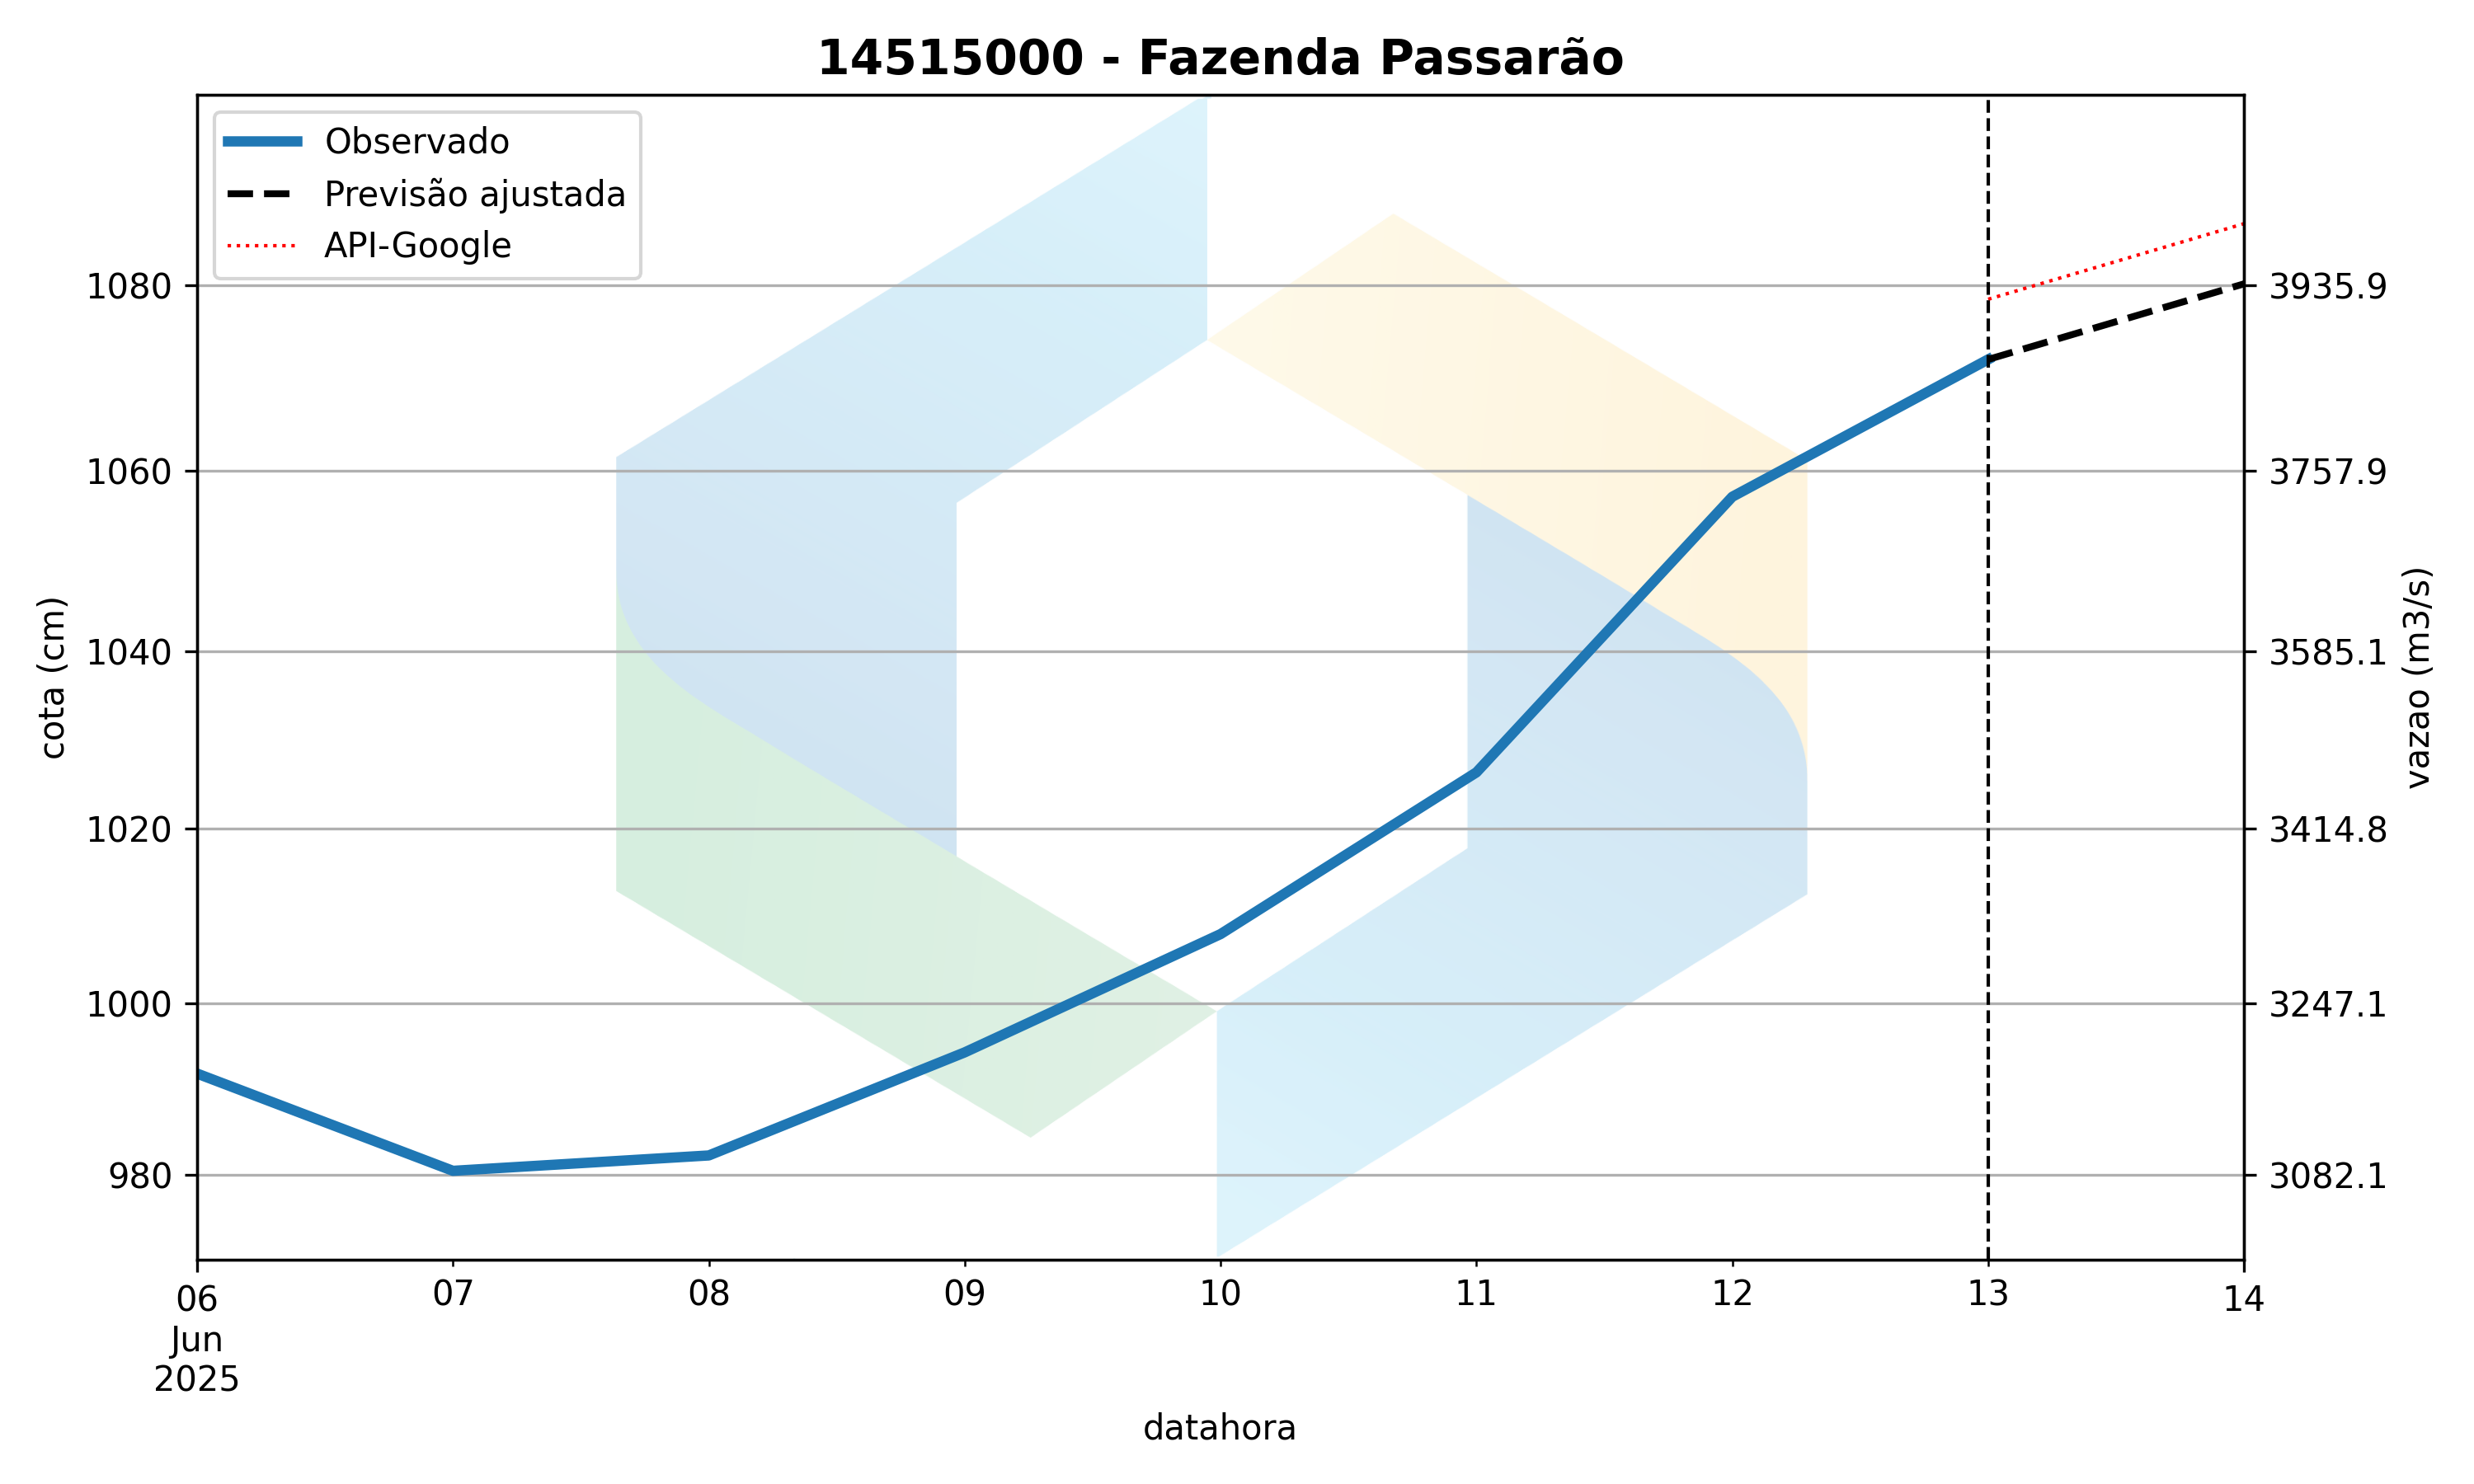 14515000 - Fazenda Passarão
Observado
Previsão ajustada
API-Google
1080
1060
1040
1020
1000
980
cota (cm)
3935.9
3757.9
3585.1
3414.8
3247.1
3082.1
vazao (m3/s)
06 07 08 09 10 11 12 13 14
Jun
2025
datahora